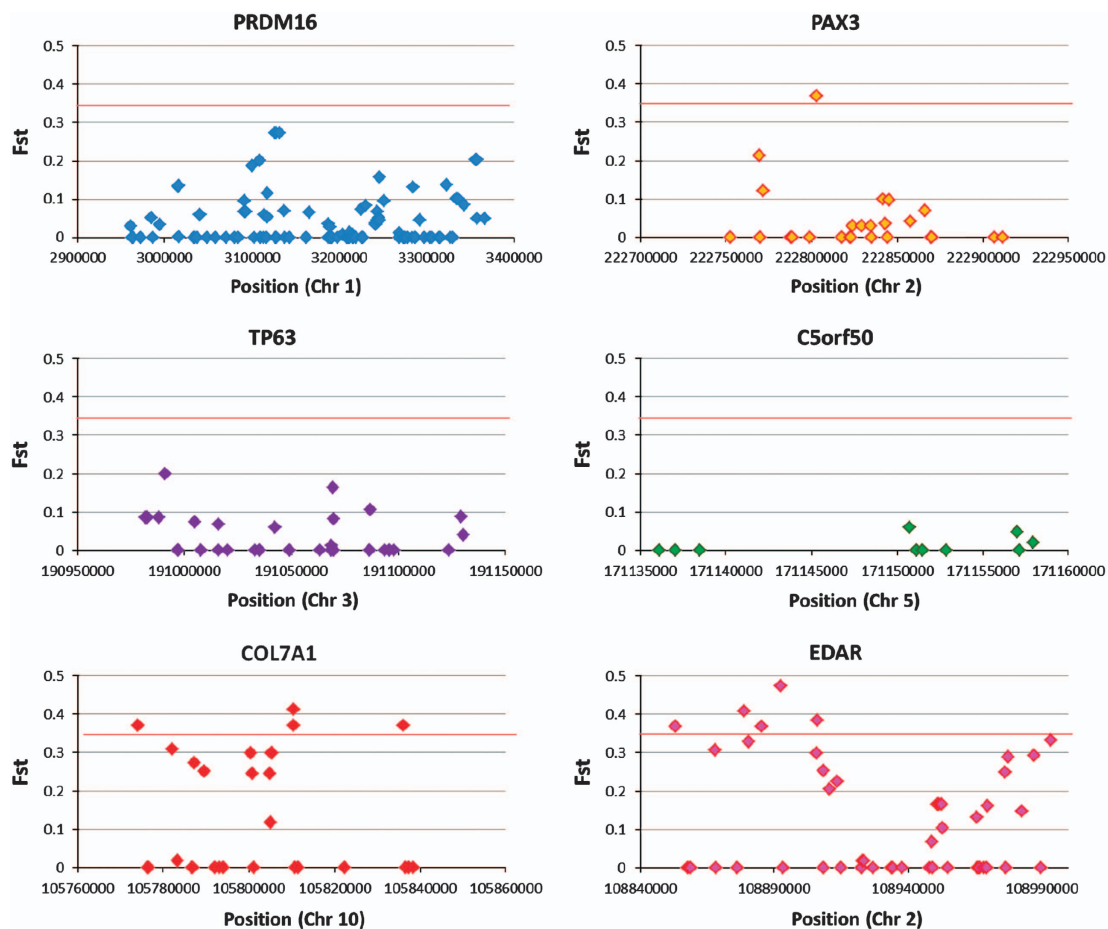 PRDM16
0.5
0.4
0.3
0.2
0.1
0
Fst
2900000 3000000 3100000 3200000 3300000 3400000
Position (Chr 1)
PAX3
0.5
0.4
0.3
0.2
0.1
0
Fst
222700000 222750000 222800000 222850000 222900000 222950000
Position (Chr 2)
TP63
0.5
0.4
0.3
0.2
0.1
0
Fst
190950000 191000000 191050000 191100000 191150000
Position (Chr 3)
C5orf50
0.5
0.4
0.3
0.2
0.1
0
Fst
171135000 171140000 171145000 171150000 171155000 171160000
Position (Chr 5)
COL7A1
0.5
0.4
0.3
0.2
0.1
0
Fst
105760000 105780000 105800000 105820000 105840000 105860000
Position (Chr 10)
EDAR
0.5
0.4
0.3
0.2
0.1
0
Fst
108840000 108890000 108940000 108990000
Position (Chr 2)